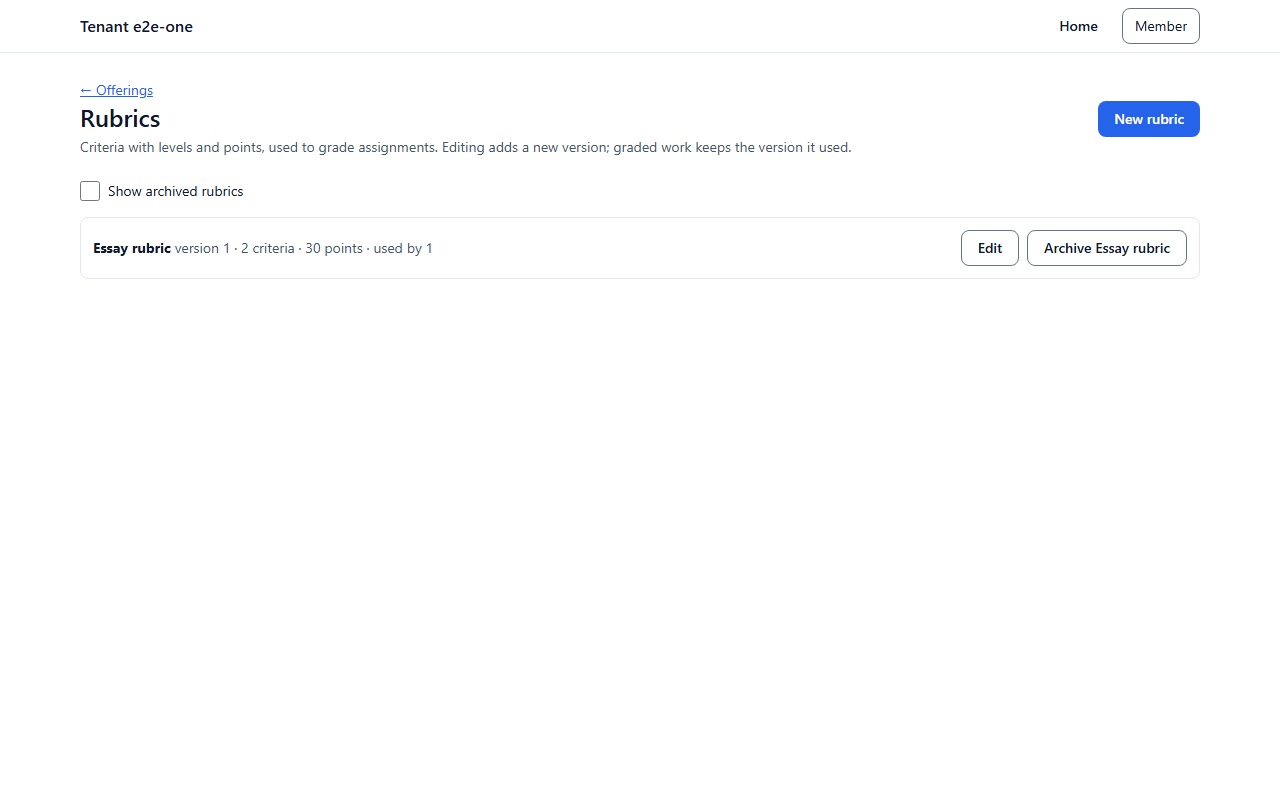 Tenant e2e-one
Home
Member
← Offerings
Rubrics
New rubric
Criteria with levels and points, used to grade assignments. Editing adds a new version; graded work keeps the version it used.
Show archived rubrics
Essay rubric version 1 · 2 criteria · 30 points · used by 1
Edit
Archive Essay rubric